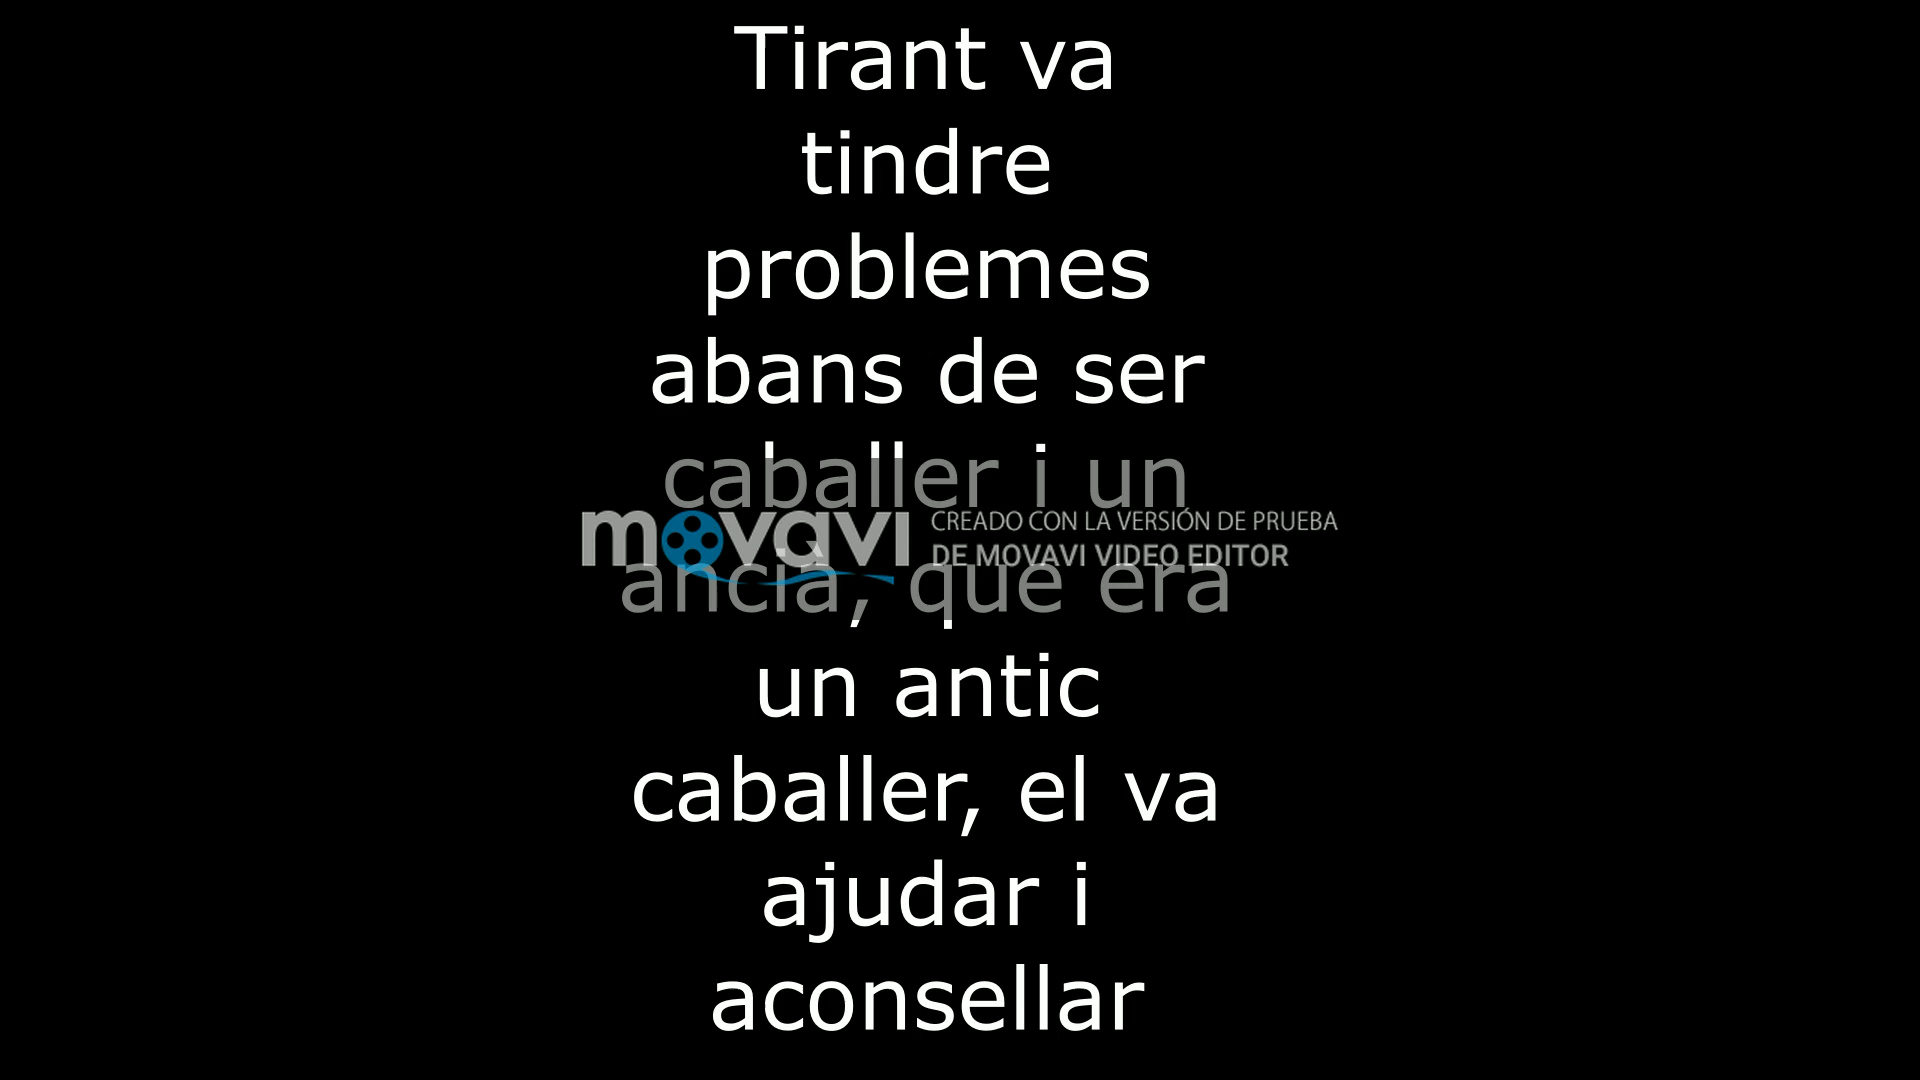 Tirant va
tindre
problemes
abans de ser
caballer i un
movavi
CREADO CON LA VERSIÓN DE PRUEBA
DE MOVAVI VIDEO EDITOR
ancià, que era
un antic
caballer, el va
ajudar i
aconsellar